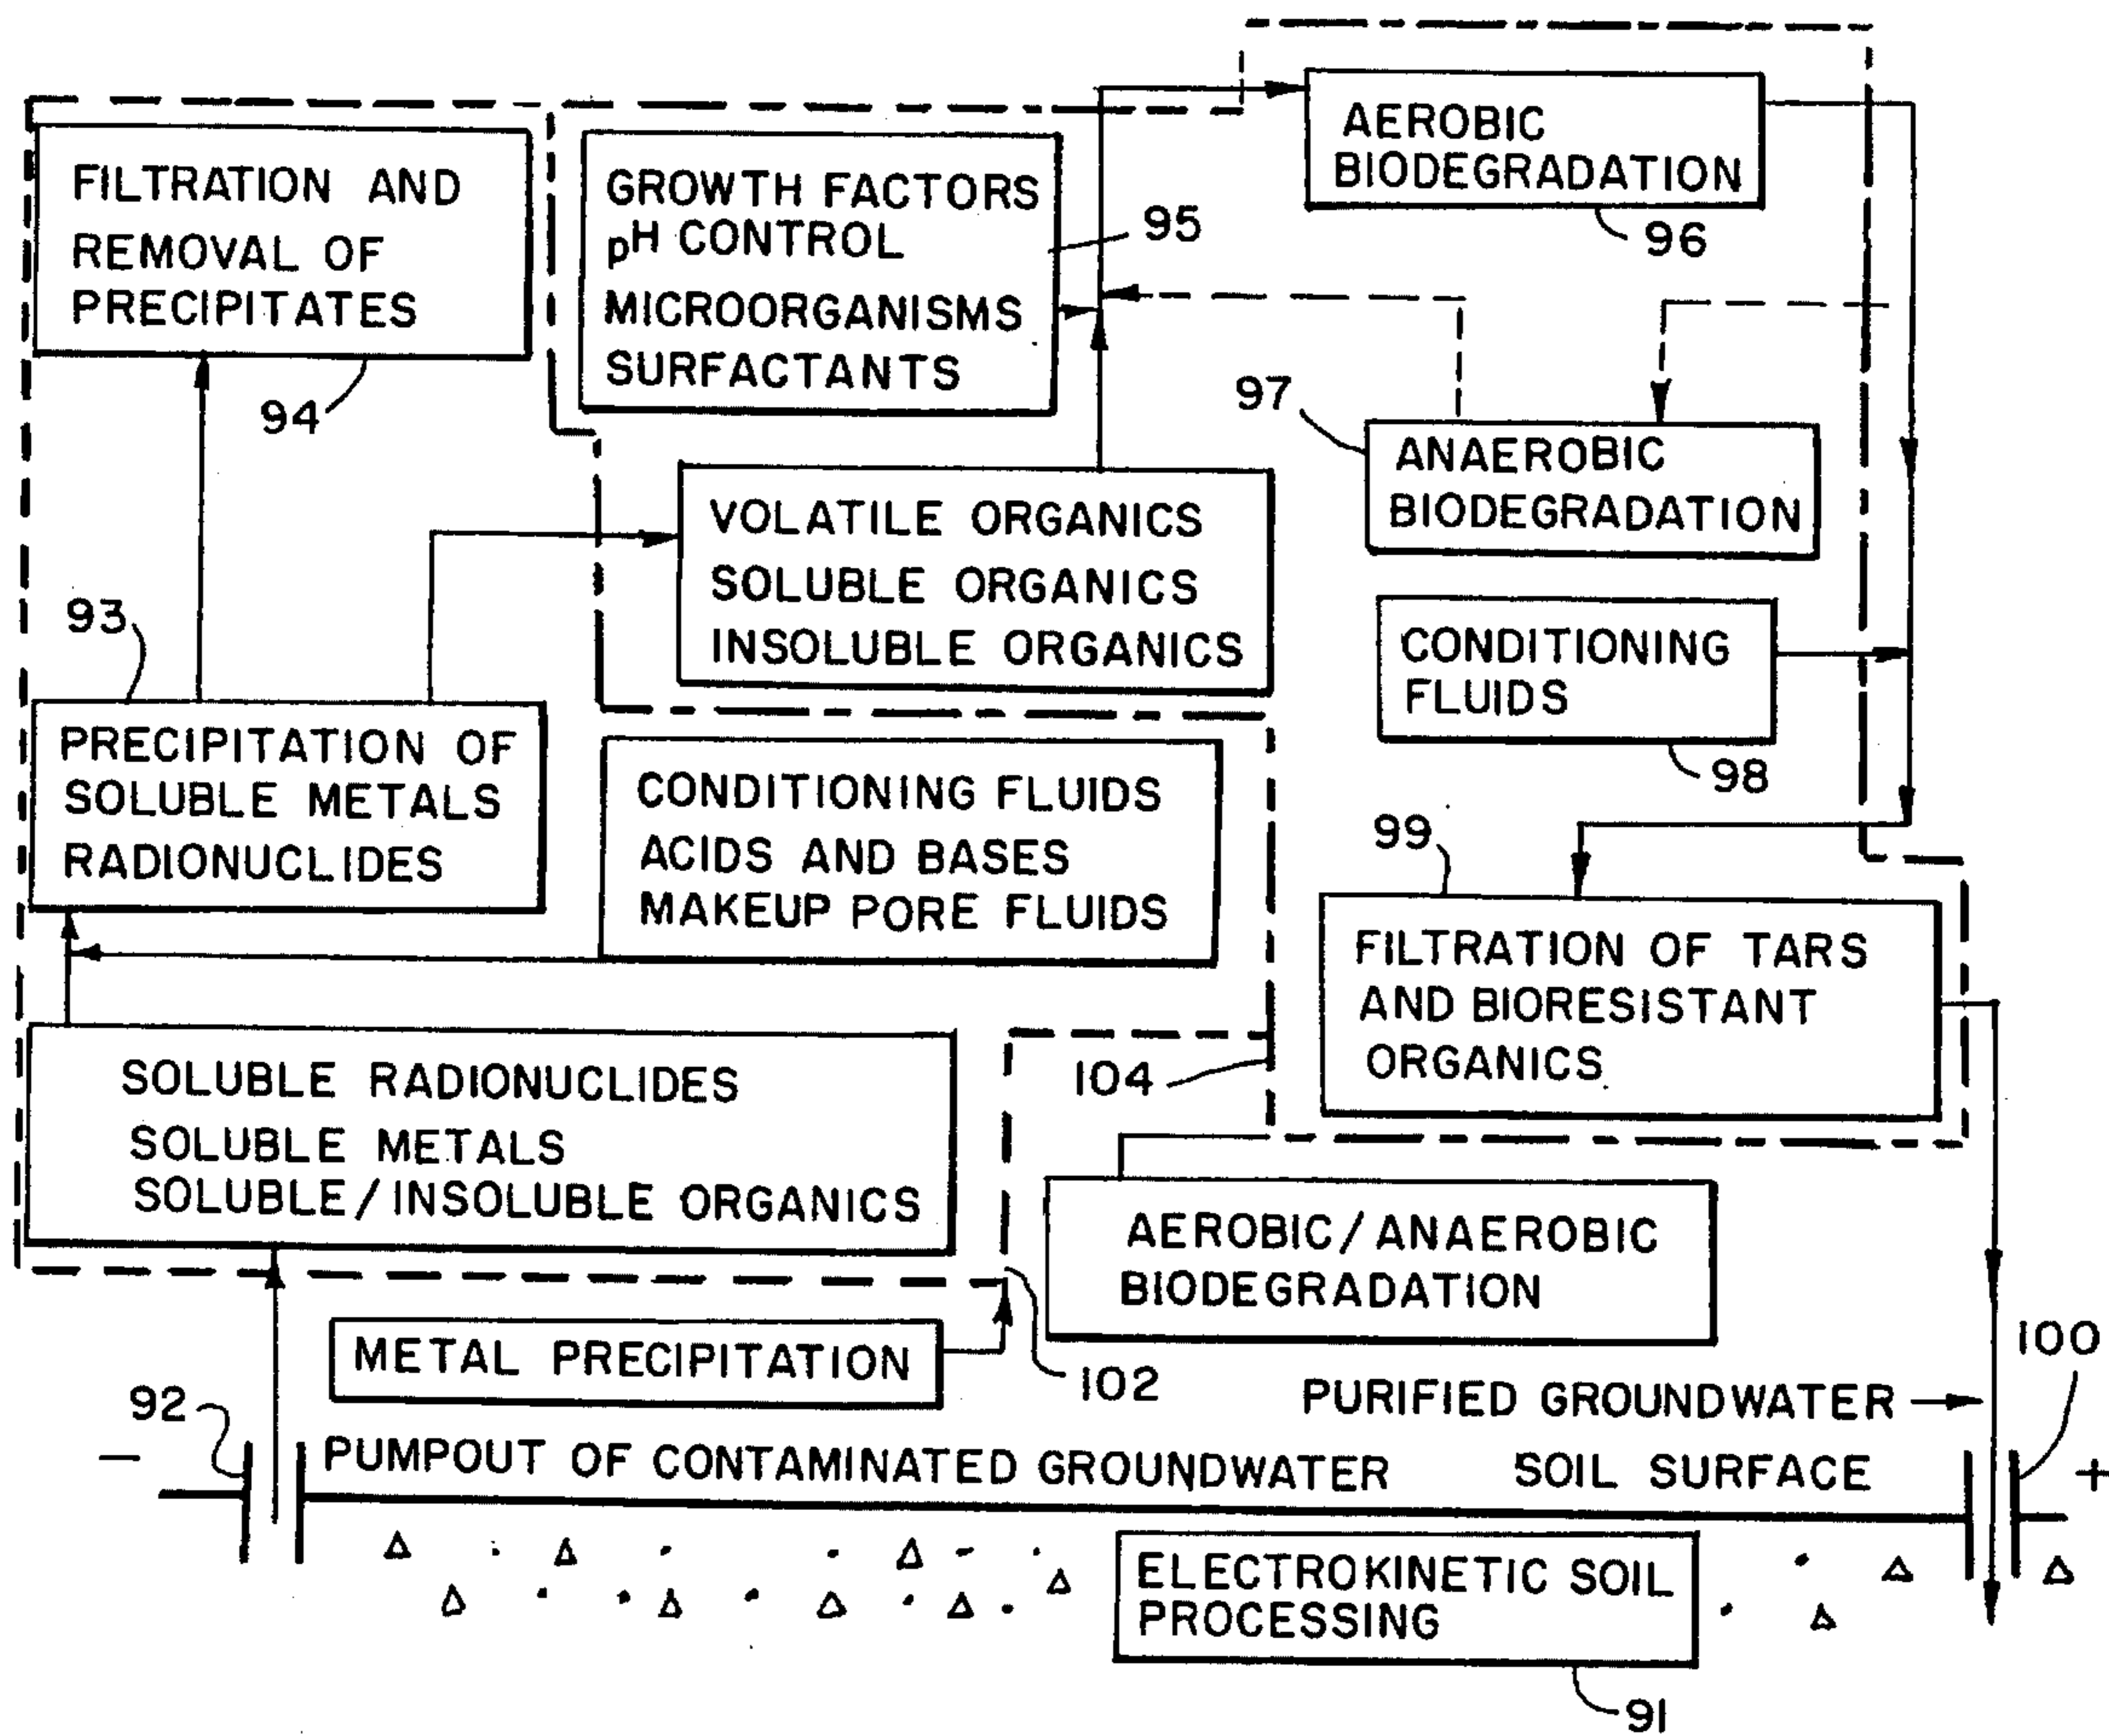 AEROBIC
BIODEGRADATION
96
FILTRATION AND
REMOVAL OF
PRECIPITATES
94
GROWTH FACTORS
pH CONTROL
MICROORGANISMS
SURFACTANTS
95
97
ANAEROBIC
BIODEGRADATION
VOLATILE ORGANICS
SOLUBLE ORGANICS
INSOLUBLE ORGANICS
CONDITIONING
FLUIDS
98
93
PRECIPITATION OF
SOLUBLE METALS
RADIONUCLIDES
CONDITIONING FLUIDS
ACIDS AND BASES
MAKEUP PORE FLUIDS
99
FILTRATION OF TARS
AND BIORESISTANT
ORGANICS
104
SOLUBLE RADIONUCLIDES
SOLUBLE METALS
SOLUBLE/INSOLUBLE ORGANICS
AEROBIC/ANAEROBIC
BIODEGRADATION
METAL PRECIPITATION
102
100
92
PURIFIED GROUNDWATER
–
PUMPOUT OF CONTAMINATED GROUNDWATER
SOIL SURFACE
+
ELECTROKINETIC SOIL
PROCESSING
91